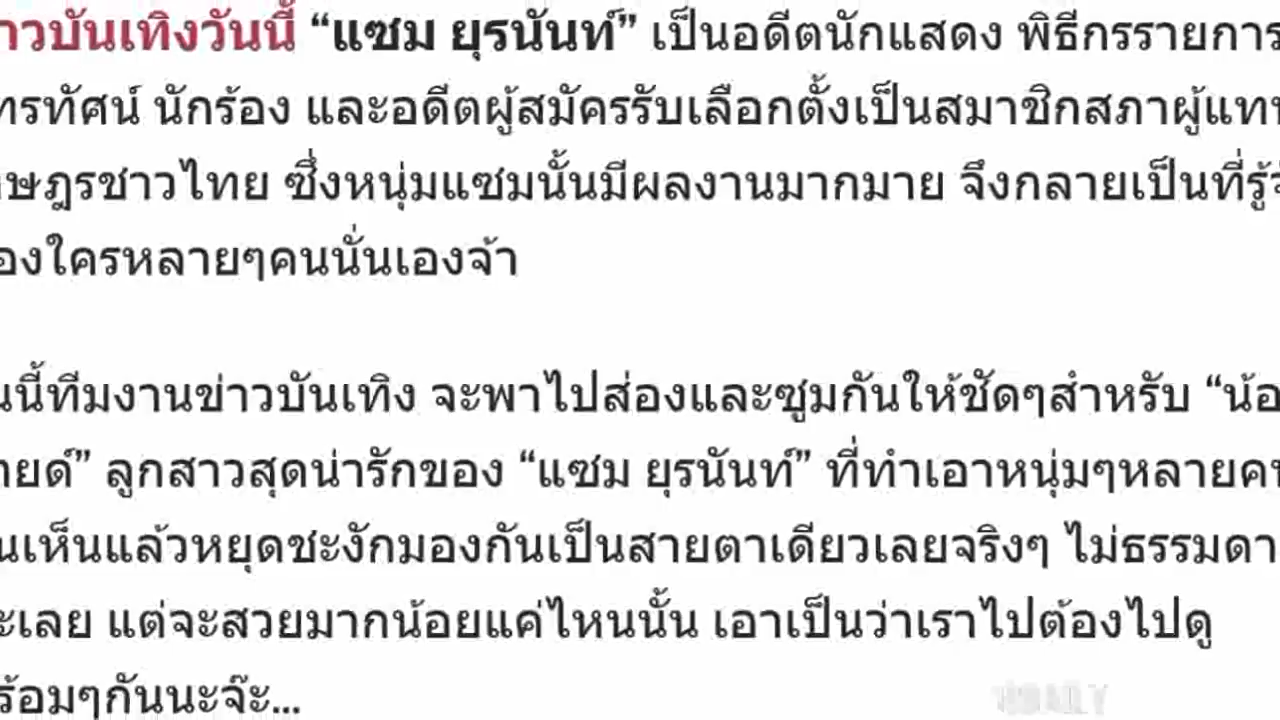 าวบันเทิงวันนี้ “แซม ยุรนันท์” เป็นอดีตนักแสดง พิธีกรรายการ
ทรทัศน์ นักร้อง และอดีตผู้สมัครรับเลือกตั้งเป็นสมาชิกสภาผู้แท
ษฎรชาวไทย ซึ่งหนุ่มแซมนั้นมีผลงานมากมาย จึงกลายเป็นที่รู้
องใครหลายๆคนนั่นเองจ้า
นนี้ทีมงานข่าวบันเทิง จะพาไปส่องและซูมกันให้ชัดๆสำหรับ “น้อ
ายด์” ลูกสาวสุดน่ารักของ “แซม ยุรนันท์” ที่ทำเอาหนุ่มๆหลายค
นเห็นแล้วหยุดชะงักมองกันเป็นสายตาเดียวเลยจริงๆ ไม่ธรรมดา
ะเลย แต่จะสวยมากน้อยแค่ไหนนั้น เอาเป็นว่าเราไปต้องไปดู
ร้อมๆกันนะจ๊ะ...